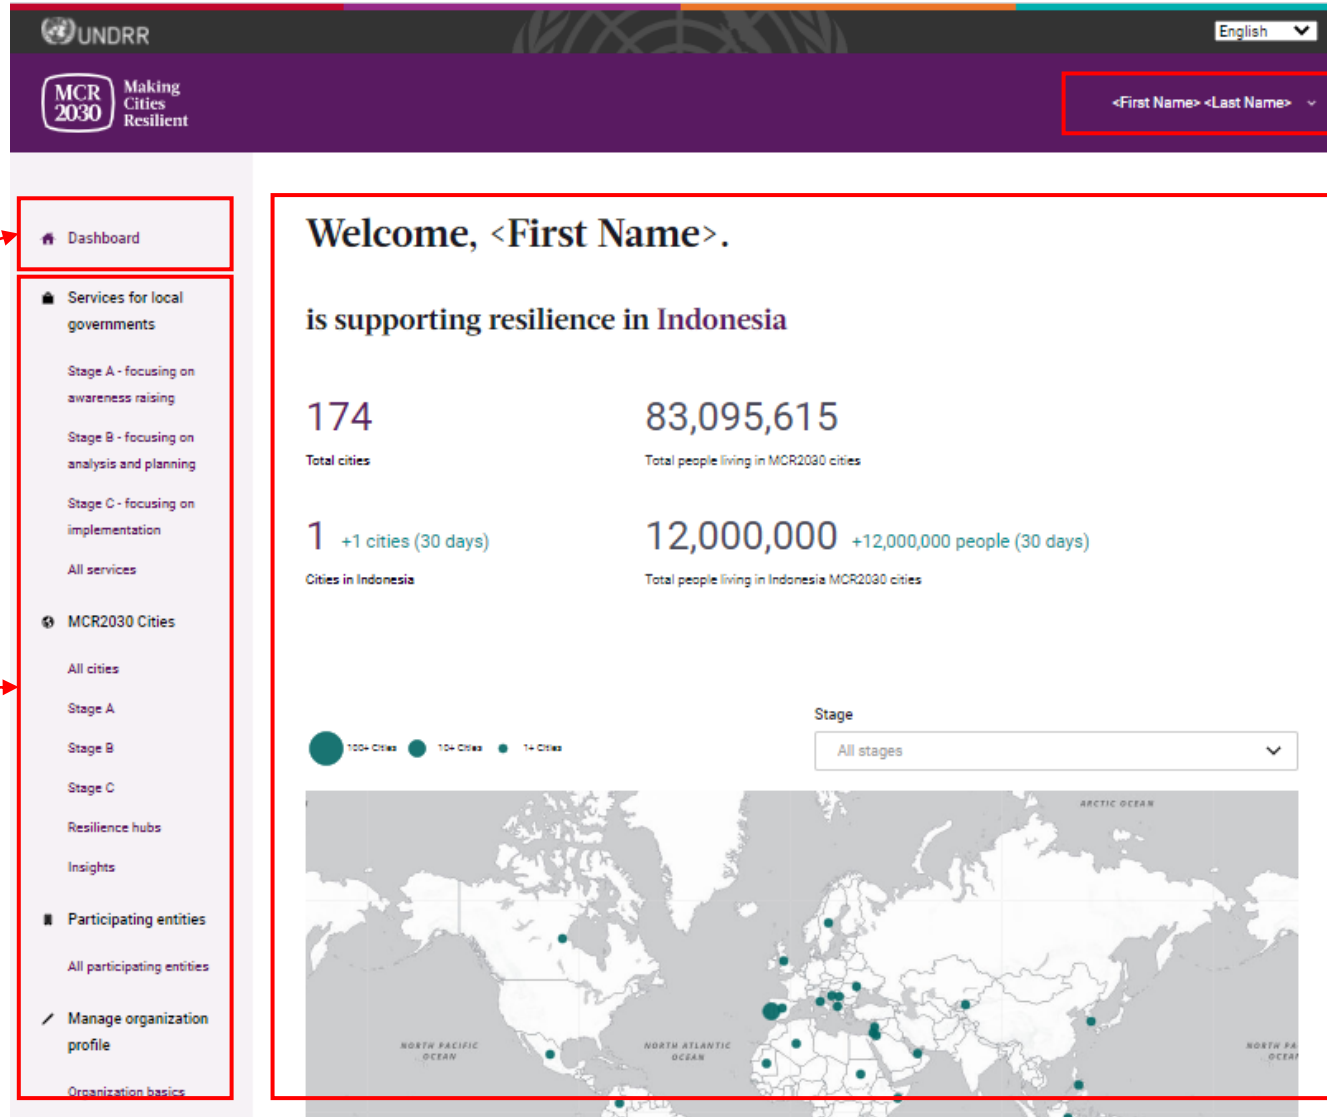 UNDRR
English
MCR
2030
Making
Cities
Resilient
<First Name> <Last Name>
Dashboard
Services for local
governments
Stage A - focusing on
awareness raising
Stage B - focusing on
analysis and planning
Stage C - focusing on
implementation
All services
MCR2030 Cities
All cities
Stage A
Stage B
Stage C
Resilience hubs
Insights
Participating entities
All participating entities
Manage organization
profile
Organization basics
Welcome, <First Name>.
is supporting resilience in Indonesia
174
Total cities
83,095,615
Total people living in MCR2030 cities
1 +1 cities (30 days)
Cities in Indonesia
12,000,000 +12,000,000 people (30 days)
Total people living in Indonesia MCR2030 cities
Stage
All stages
100+ Cities 10+ Cities 1+ Cities
ARCTIC OCEAN
NORTH PACIFIC
OCEAN
NORTH ATLANTIC
OCEAN
NORTH PA
OCEA